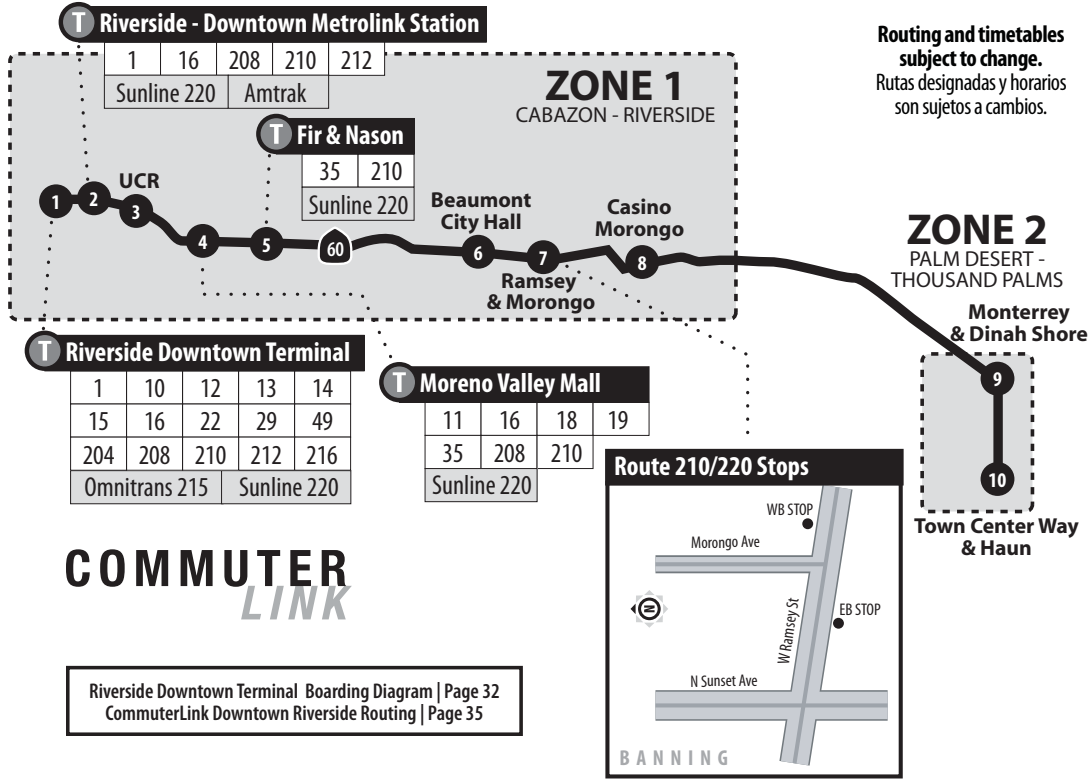 T Riverside - Downtown Metrolink Station
1 16 208 210 212
Sunline 220 Amtrak
Routing and timetables
subject to change.
Rutas designadas y horarios
son sujetos a cambios.
ZONE 1
CABAZON - RIVERSIDE
T Fir & Nason
35 210
Sunline 220
UCR
1 2 3 4 5 60 6 7 8
Beaumont
City Hall
Casino
Morongo
Ramsey
& Morongo
ZONE 2
PALM DESERT -
THOUSAND PALMS
Monterrey
& Dinah Shore
9
10
Town Center Way
& Haun
T Riverside Downtown Terminal
1 10 12 13 14
15 16 22 29 49
204 208 210 212 216
Omnitrans 215 Sunline 220
T Moreno Valley Mall
11 16 18 19
35 208 210
Sunline 220
Route 210/220 Stops
WB STOP
Morongo Ave
N
EB STOP
W Ramsey St
N Sunset Ave
BANNING
COMMUTER
LINK
Riverside Downtown Terminal Boarding Diagram | Page 32
CommuterLink Downtown Riverside Routing | Page 35